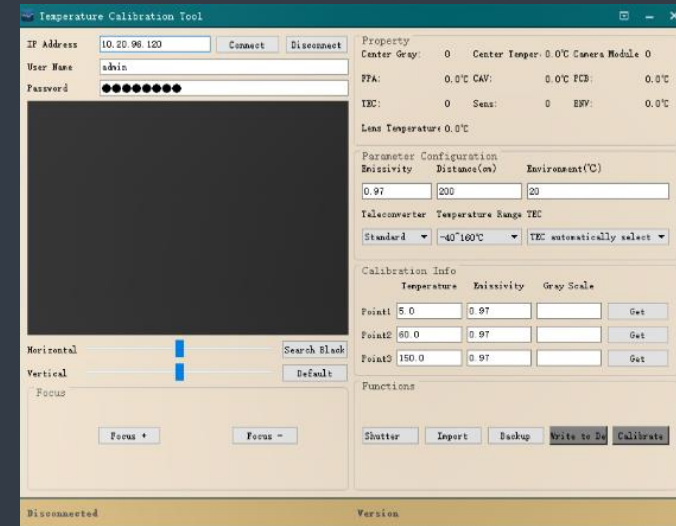 Temperature Calibration Tool
IP Address 10.20.96.120 Connect Disconnect
User Name admin
Password ●●●●●●●●
Horizontal Search Black
Vertical Default
Focus
Focus + Focus -
Property
Center Gray: 0 Center Temper: 0.0℃ Camera Module 0
FPA: 0.0℃ CAV: 0.0℃ PCB: 0.0℃
TEC: 0 Sens: 0 ENV: 0.0℃
Lens Temperature 0.0℃
Parameter Configuration
Emissivity Distance(cm) Environment(℃)
0.97 200 20
Teleconverter Temperature Range TEC
Standard -40~160℃ TEC automatically select
Calibration Info
Temperature Emissivity Gray Scale
Point1 5.0 0.97 Get
Point2 60.0 0.97 Get
Point3 150.0 0.97 Get
Functions
Shutter Import Backup Write to De Calibrate
Disconnected Version